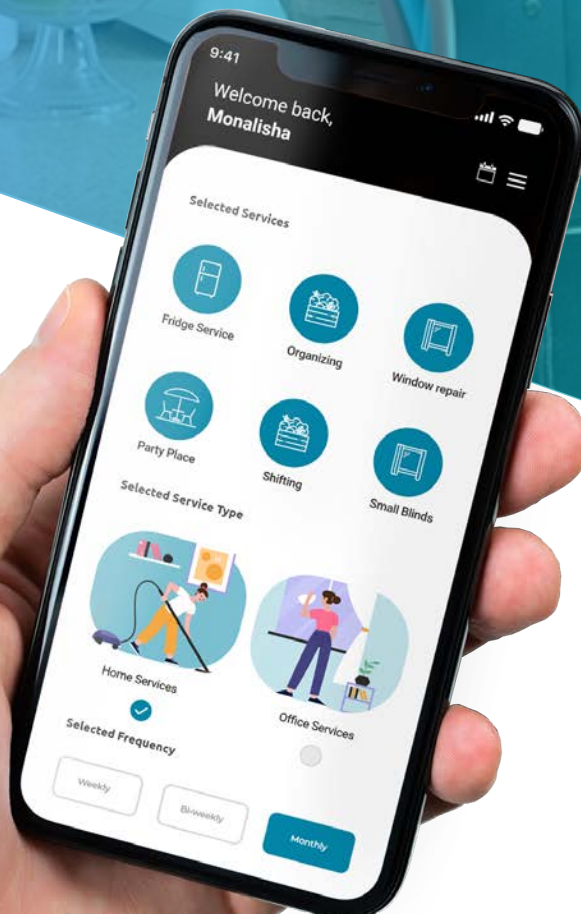 9:41
Welcome back,
Monalisha
Selected Services
Fridge Service
Organizing
Window repair
Party Place
Shifting
Small Blinds
Selected Service Type
Home Services
Office Services
Selected Frequency
Weekly
Bi-weekly
Monthly